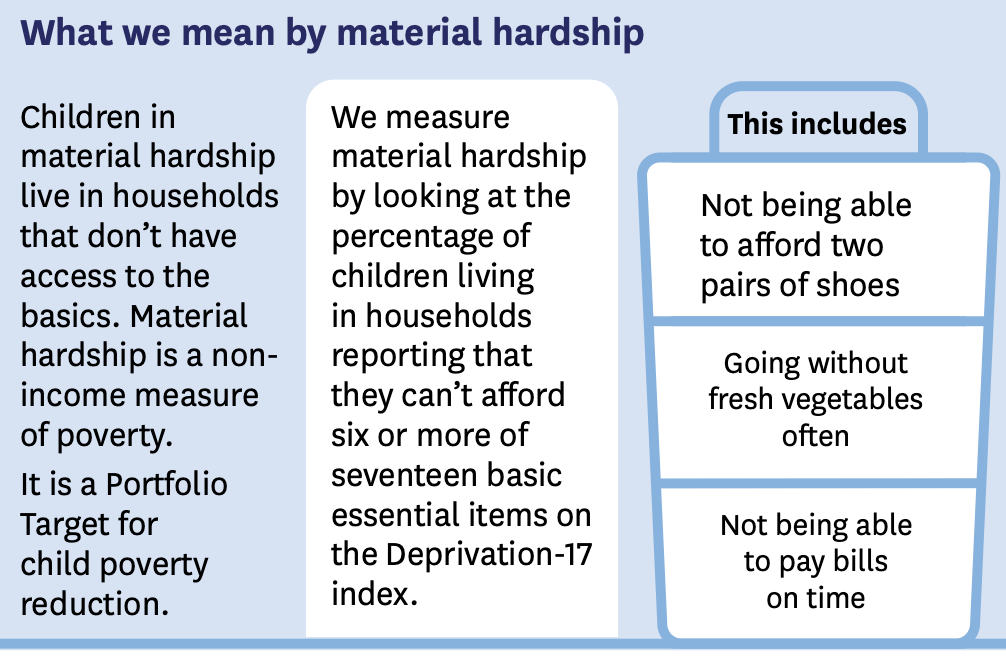 What we mean by material hardship
Children in
material hardship
live in households
that don’t have
access to the
basics. Material
hardship is a non-
income measure
of poverty.
It is a Portfolio
Target for
child poverty
reduction.
We measure
material hardship
by looking at the
percentage of
children living
in households
reporting that
they can’t afford
six or more of
seventeen basic
essential items on
the Deprivation-17
index.
This includes
Not being able
to afford two
pairs of shoes
Going without
fresh vegetables
often
Not being able
to pay bills
on time